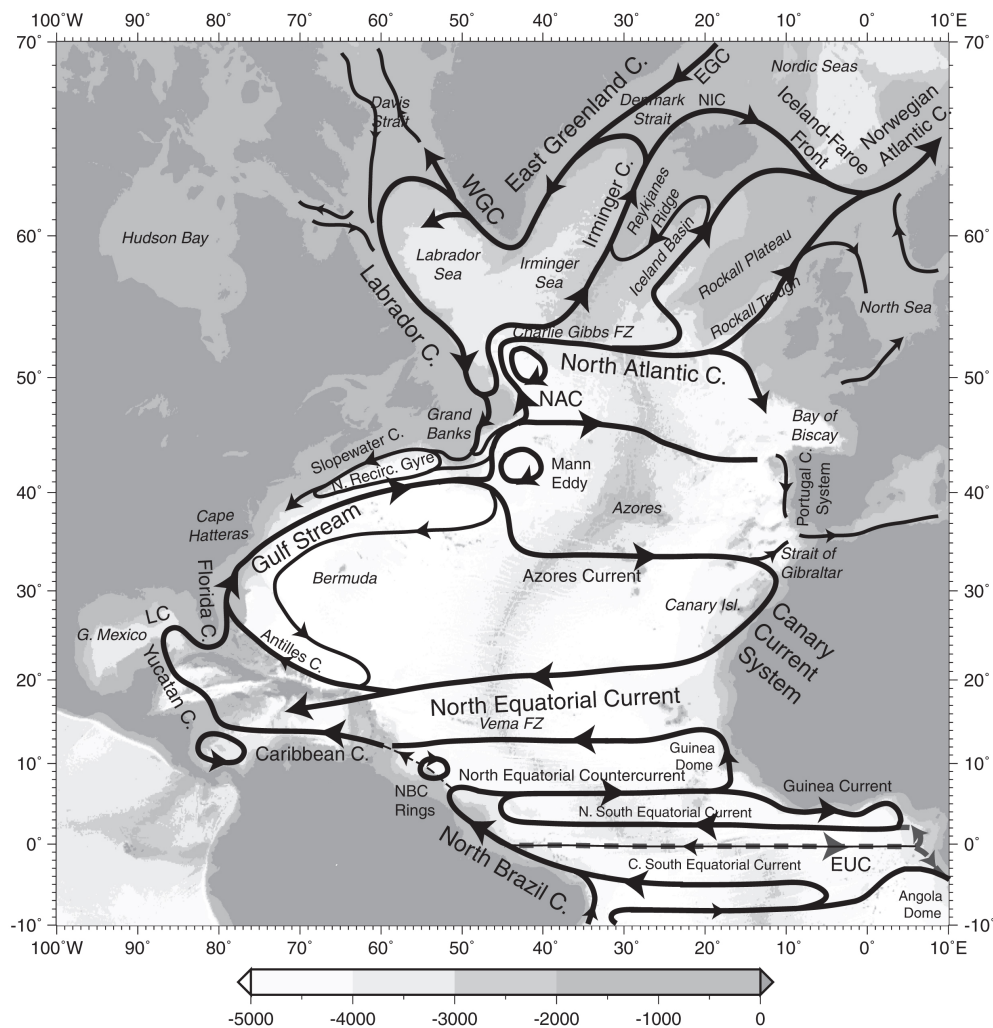 100°W 90° 80° 70° 60° 50° 40° 30° 20° 10° 0° 10°E
70° 70°
EGC
Nordic Seas
East Greenland C.
Davis
Strait
Denmark
Strait
NIC
Iceland-Faroe
Front
Norwegian
Atlantic C.
WGC
Irminger C.
Reykjanes
Ridge
60° 60°
Hudson Bay
Labrador
Sea
Irminger
Sea
Iceland Basin
Rockall Plateau
Rockall Trough
North Sea
Labrador C.
Charlie Gibbs FZ
North Atlantic C.
50° 50°
NAC
Grand
Banks
Bay of
Biscay
Slopewater C.
N. Recirc. Gyre
Mann
Eddy
Portugal C.
System
40° 40°
Cape
Hatteras
Gulf Stream
Azores
Strait of
Gibraltar
Azores Current
Florida C.
Bermuda
30° 30°
Canary Isl.
LC
G. Mexico
Antilles C.
Canary
Current
System
Yucatan C.
20° 20°
North Equatorial Current
Vema FZ
Caribbean C.
Guinea
Dome
10° 10°
North Equatorial Countercurrent
NBC
Rings
Guinea Current
N. South Equatorial Current
0° 0°
North Brazil C.
C. South Equatorial Current
EUC
Angola
Dome
-10° -10°
100°W 90° 80° 70° 60° 50° 40° 30° 20° 10° 0° 10°E
-5000 -4000 -3000 -2000 -1000 0